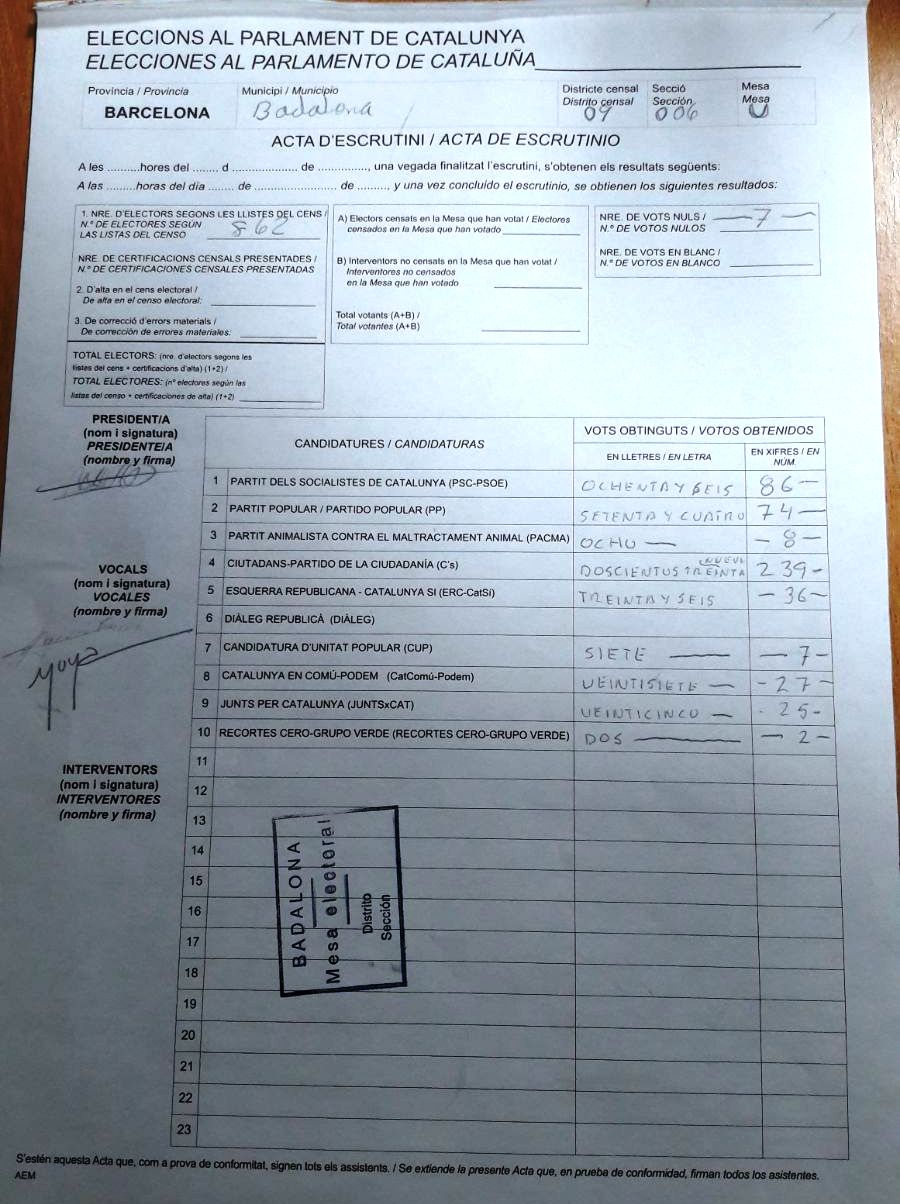 ELECCIONS AL PARLAMENT DE CATALUNYA
ELECCIONES AL PARLAMENTO DE CATALUÑA
Provincia / Provincia
BARCELONA
Municipi / Municipio
Badalona
Districte censal
Distrito censal
09
Secció
Sección
006
Mesa
Mesa
U
ACTA D'ESCRUTINI / ACTA DE ESCRUTINIO
A les ..........hores del ....... d .................... de ..............., una vegada finalitzat l'escrutini, s'obtenen els resultats següents:
A las .........horas del día ....... de ......................... de .........., y una vez concluido el escrutinio, se obtienen los siguientes resultados:
1. NRE. D'ELECTORS SEGONS LES LLISTES DEL CENS /
N.º DE ELECTORES SEGÚN
LAS LISTAS DEL CENSO 862
NRE. DE CERTIFICACIONS CENSALS PRESENTADES /
N.º DE CERTIFICACIONES CENSALES PRESENTADAS
2. D'alta en el cens electoral /
De alta en el censo electoral:
3. De correcció d'errors materials /
De corrección de errores materiales:
TOTAL ELECTORS: (nre. d'electors segons les
llistes del cens + certificacions d'alta) (1+2) /
TOTAL ELECTORES: (nº electores según las
listas del censo + certificaciones de alta) (1+2)
A) Electors censats en la Mesa que han votat / Electores
censados en la Mesa que han votado
B) Interventors no censats en la Mesa que han votat /
Interventores no censados
en la Mesa que han votado
Total votants (A+B) /
Total votantes (A+B)
NRE. DE VOTS NULS /
N.º DE VOTOS NULOS — 7 —
NRE. DE VOTS EN BLANC /
N.º DE VOTOS EN BLANCO
PRESIDENT/A
(nom i signatura)
PRESIDENTE/A
(nombre y firma)
VOCALS
(nom i signatura)
VOCALES
(nombre y firma)
Moya
INTERVENTORS
(nom i signatura)
INTERVENTORES
(nombre y firma)
CANDIDATURES / CANDIDATURAS
VOTS OBTINGUTS / VOTOS OBTENIDOS
EN LLETRES / EN LETRA
EN XIFRES / EN
NÚM.
1 PARTIT DELS SOCIALISTES DE CATALUNYA (PSC-PSOE) OCHENTA Y SEIS 86 —
2 PARTIT POPULAR / PARTIDO POPULAR (PP) SETENTA Y CUATRO 74 —
3 PARTIT ANIMALISTA CONTRA EL MALTRACTAMENT ANIMAL (PACMA) OCHO — — 8 —
4 CIUTADANS-PARTIDO DE LA CIUDADANÍA (C's) DOSCIENTOS TREINTA NUEVE 239 -
5 ESQUERRA REPUBLICANA - CATALUNYA SI (ERC-CatSí) TREINTA Y SEIS — 36 —
6 DIÀLEG REPUBLICÀ (DIÀLEG)
7 CANDIDATURA D'UNITAT POPULAR (CUP) SIETE — — 7 -
8 CATALUNYA EN COMÚ-PODEM (CatComú-Podem) VEINTISIETE — - 27 -
9 JUNTS PER CATALUNYA (JUNTSxCAT) VEINTICINCO — - 25 -
10 RECORTES CERO-GRUPO VERDE (RECORTES CERO-GRUPO VERDE) DOS — — 2 —
11
12
13
14
15
16
17
18
19
20
21
22
23
BADALONA
Mesa electoral
Distrito
Sección
S'estén aquesta Acta que, com a prova de conformitat, signen tots els assistents. / Se extiende la presente Acta que, en prueba de conformidad, firman todos los asistentes.
AEM